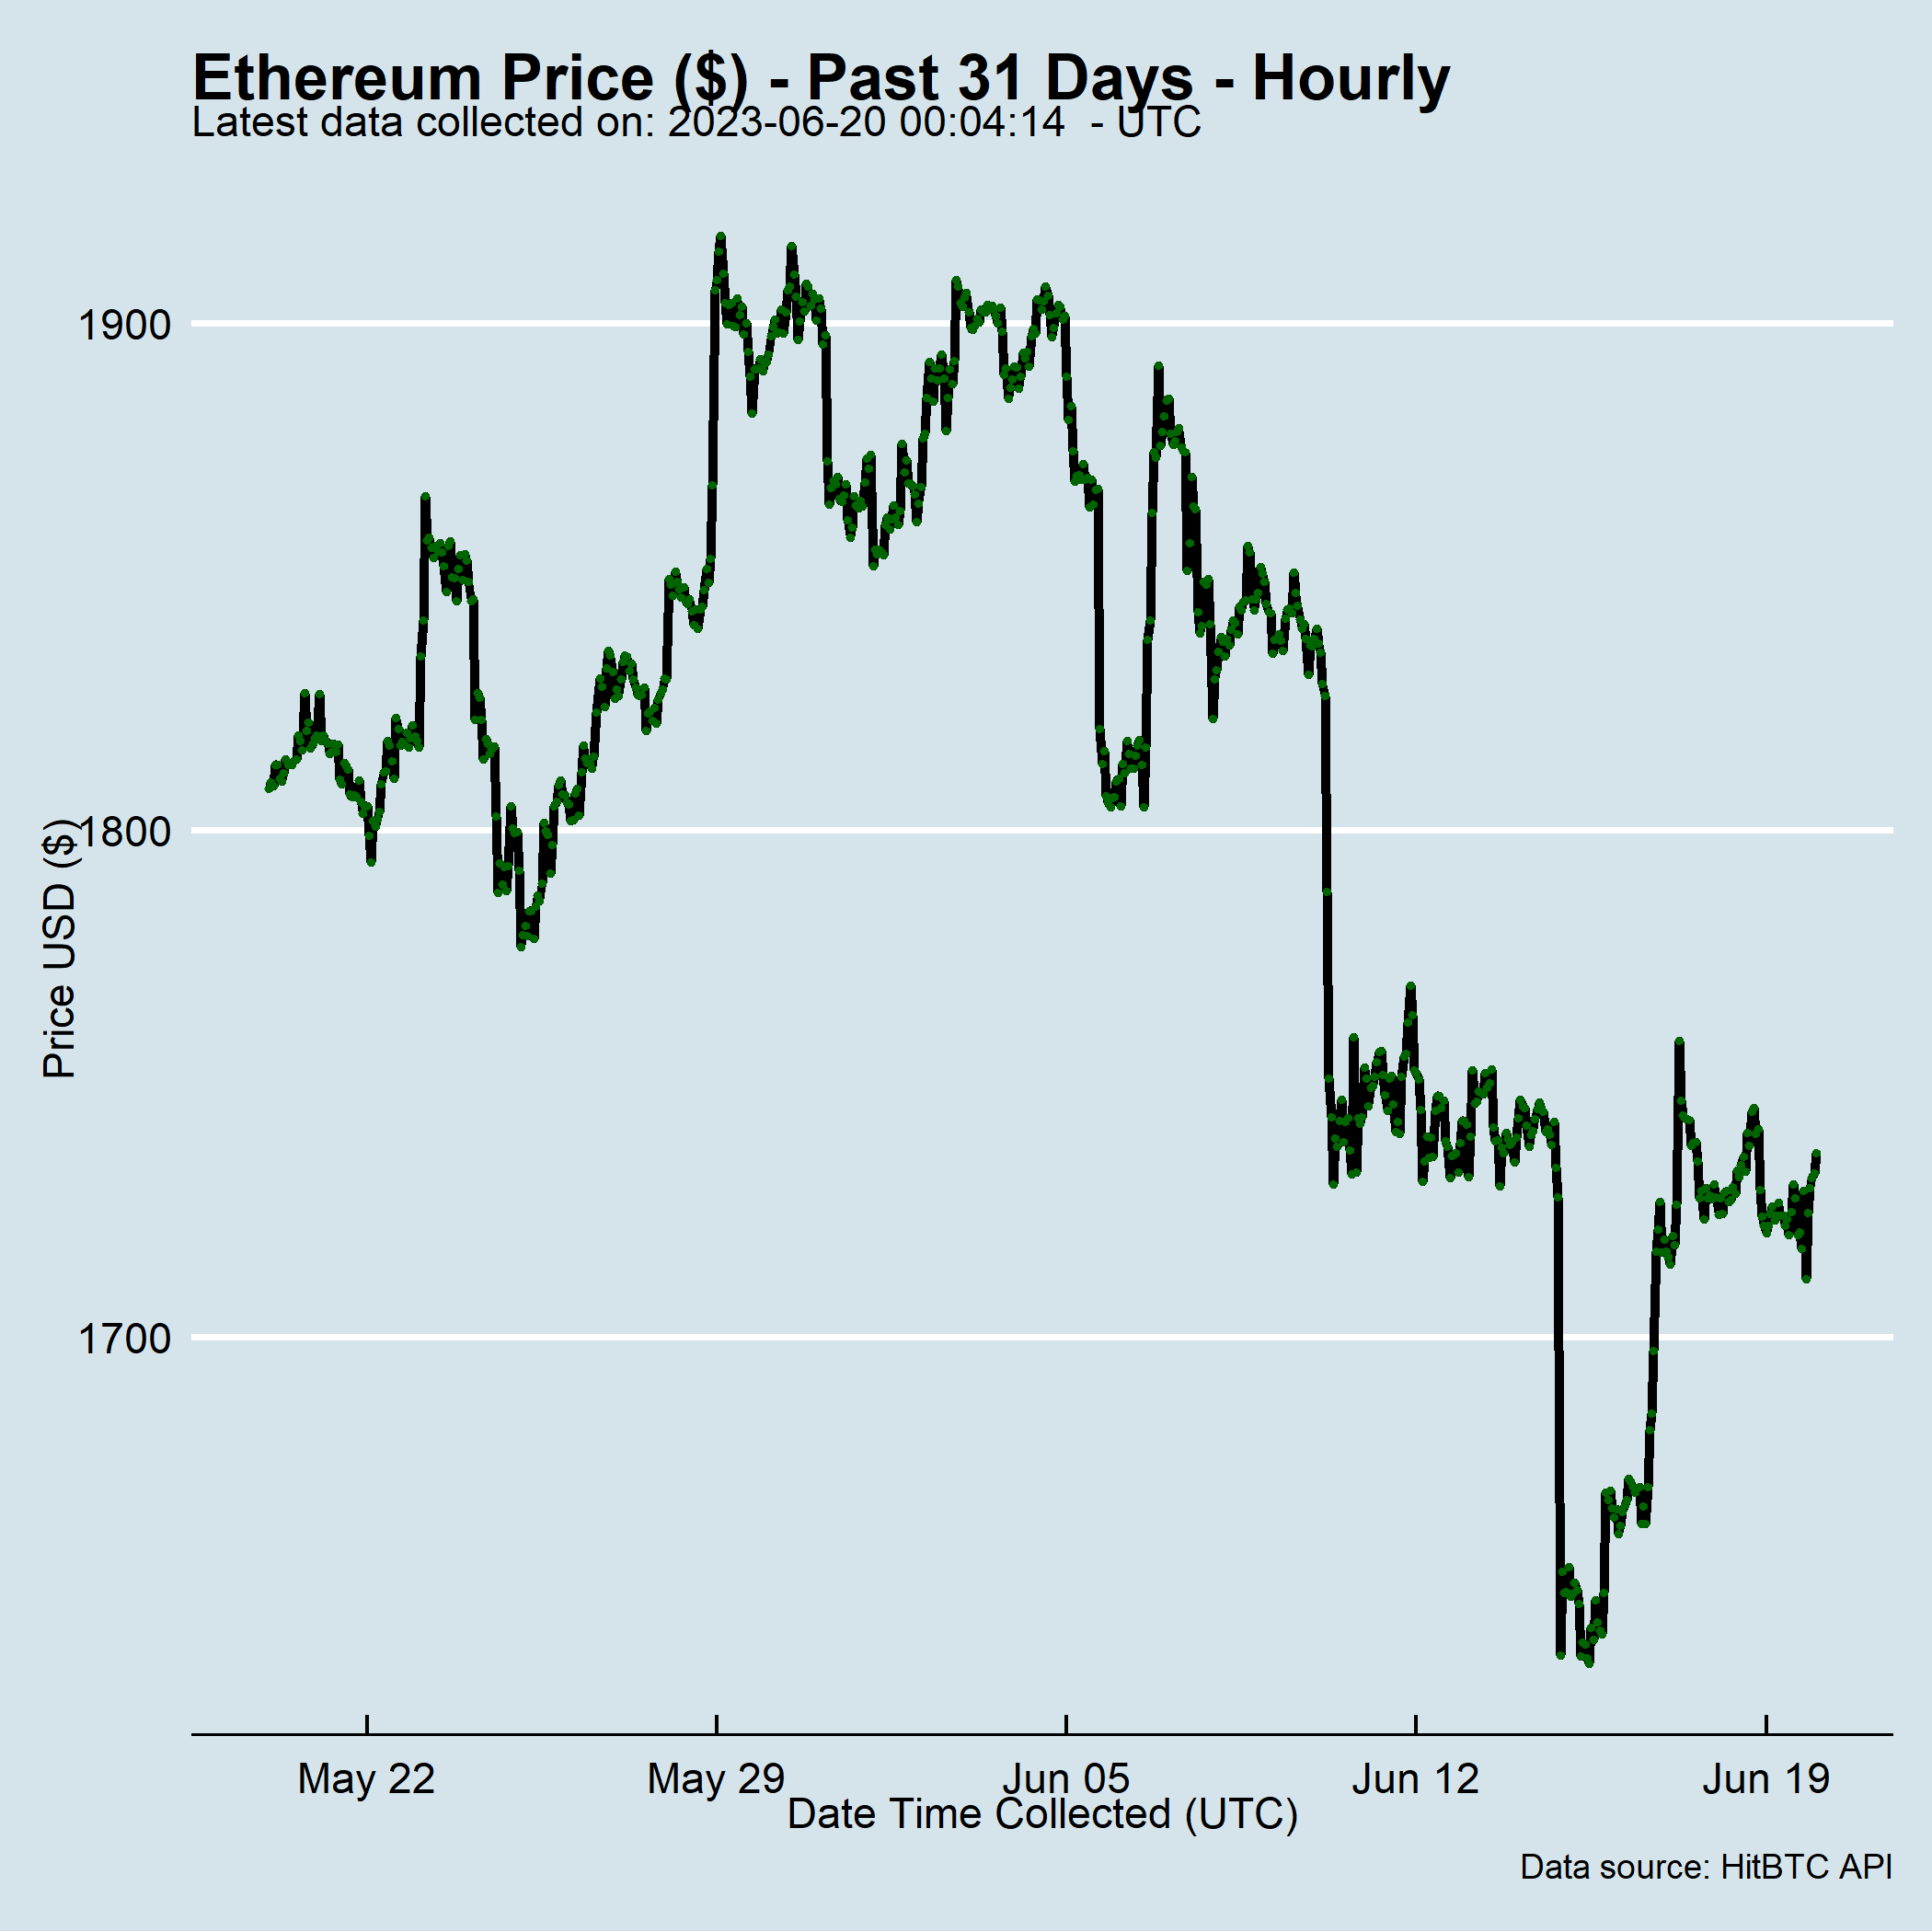 Ethereum Price ($) - Past 31 Days - Hourly
Latest data collected on: 2023-06-20 00:04:14  - UTC
1900
1800
1700
Price USD ($)
May 22
May 29
Jun 05
Jun 12
Jun 19
Date Time Collected (UTC)
Data source: HitBTC API